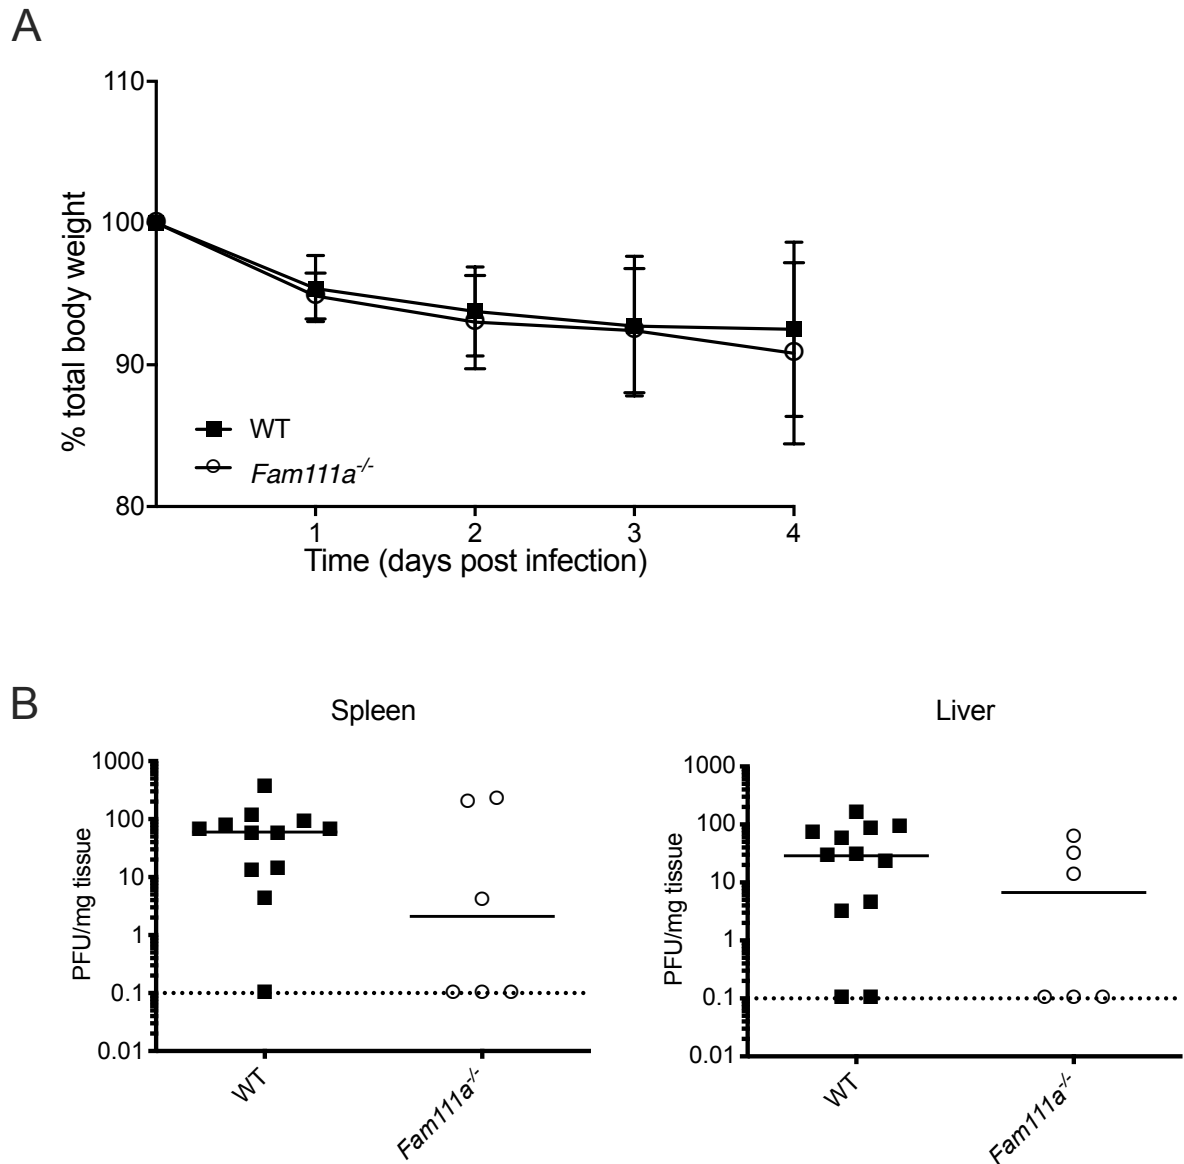 A
110
100
90
80
% total body weight
WT
Fam111a-/-
1 2 3 4
Time (days post infection)
B
Spleen
1000
100
10
1
0.1
0.01
PFU/mg tissue
WT
Fam111a-/-
Liver
1000
100
10
1
0.1
0.01
PFU/mg tissue
WT
Fam111a-/-